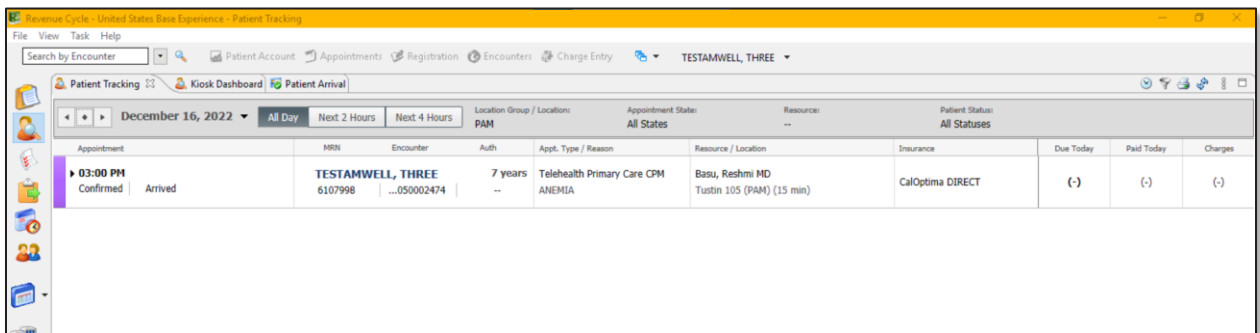 Revenue Cycle - United States Base Experience - Patient Tracking
File View Task Help
Search by Encounter Patient Account Appointments Registration Encounters Charge Entry TESTAMWELL, THREE
Patient Tracking Kiosk Dashboard Patient Arrival
Location Group / Location: Appointment State: Resource: Patient Status:
December 16, 2022 All Day Next 2 Hours Next 4 Hours
PAM All States -- All Statuses
Appointment MRN Encounter Auth Appt. Type / Reason Resource / Location Insurance Due Today Paid Today Charges
03:00 PM TESTAMWELL, THREE 7 years Telehealth Primary Care CPM Basu, Reshmi MD
CalOptima DIRECT (-) (-) (-)
Confirmed Arrived 6107998 ...050002474 -- ANEMIA Tustin 105 (PAM) (15 min)